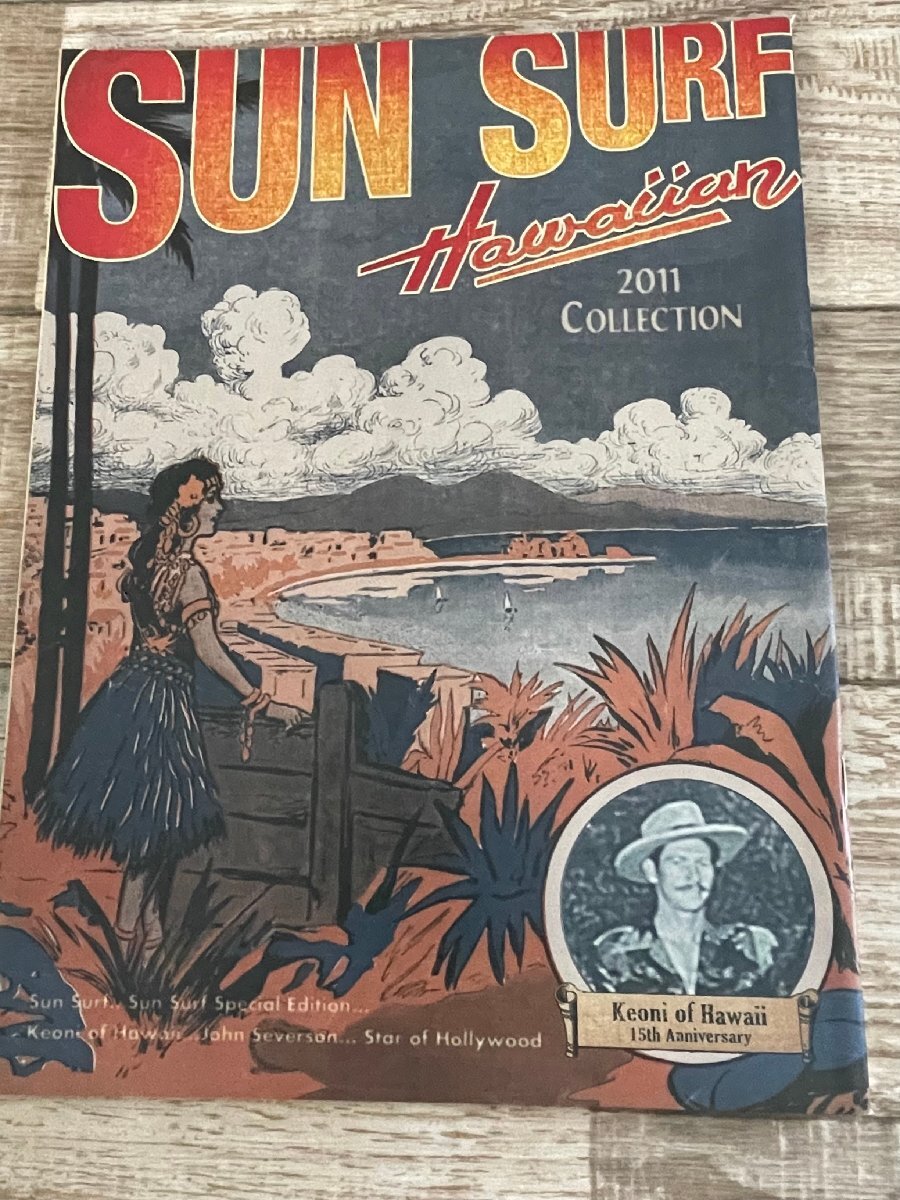 SUN SURF
Hawaiian
2011
COLLECTION
Sun Surf... Sun Surf Special Edition...
Keoni of Hawaii...John Severson... Star of Hollywood
Keoni of Hawaii
15th Anniversary